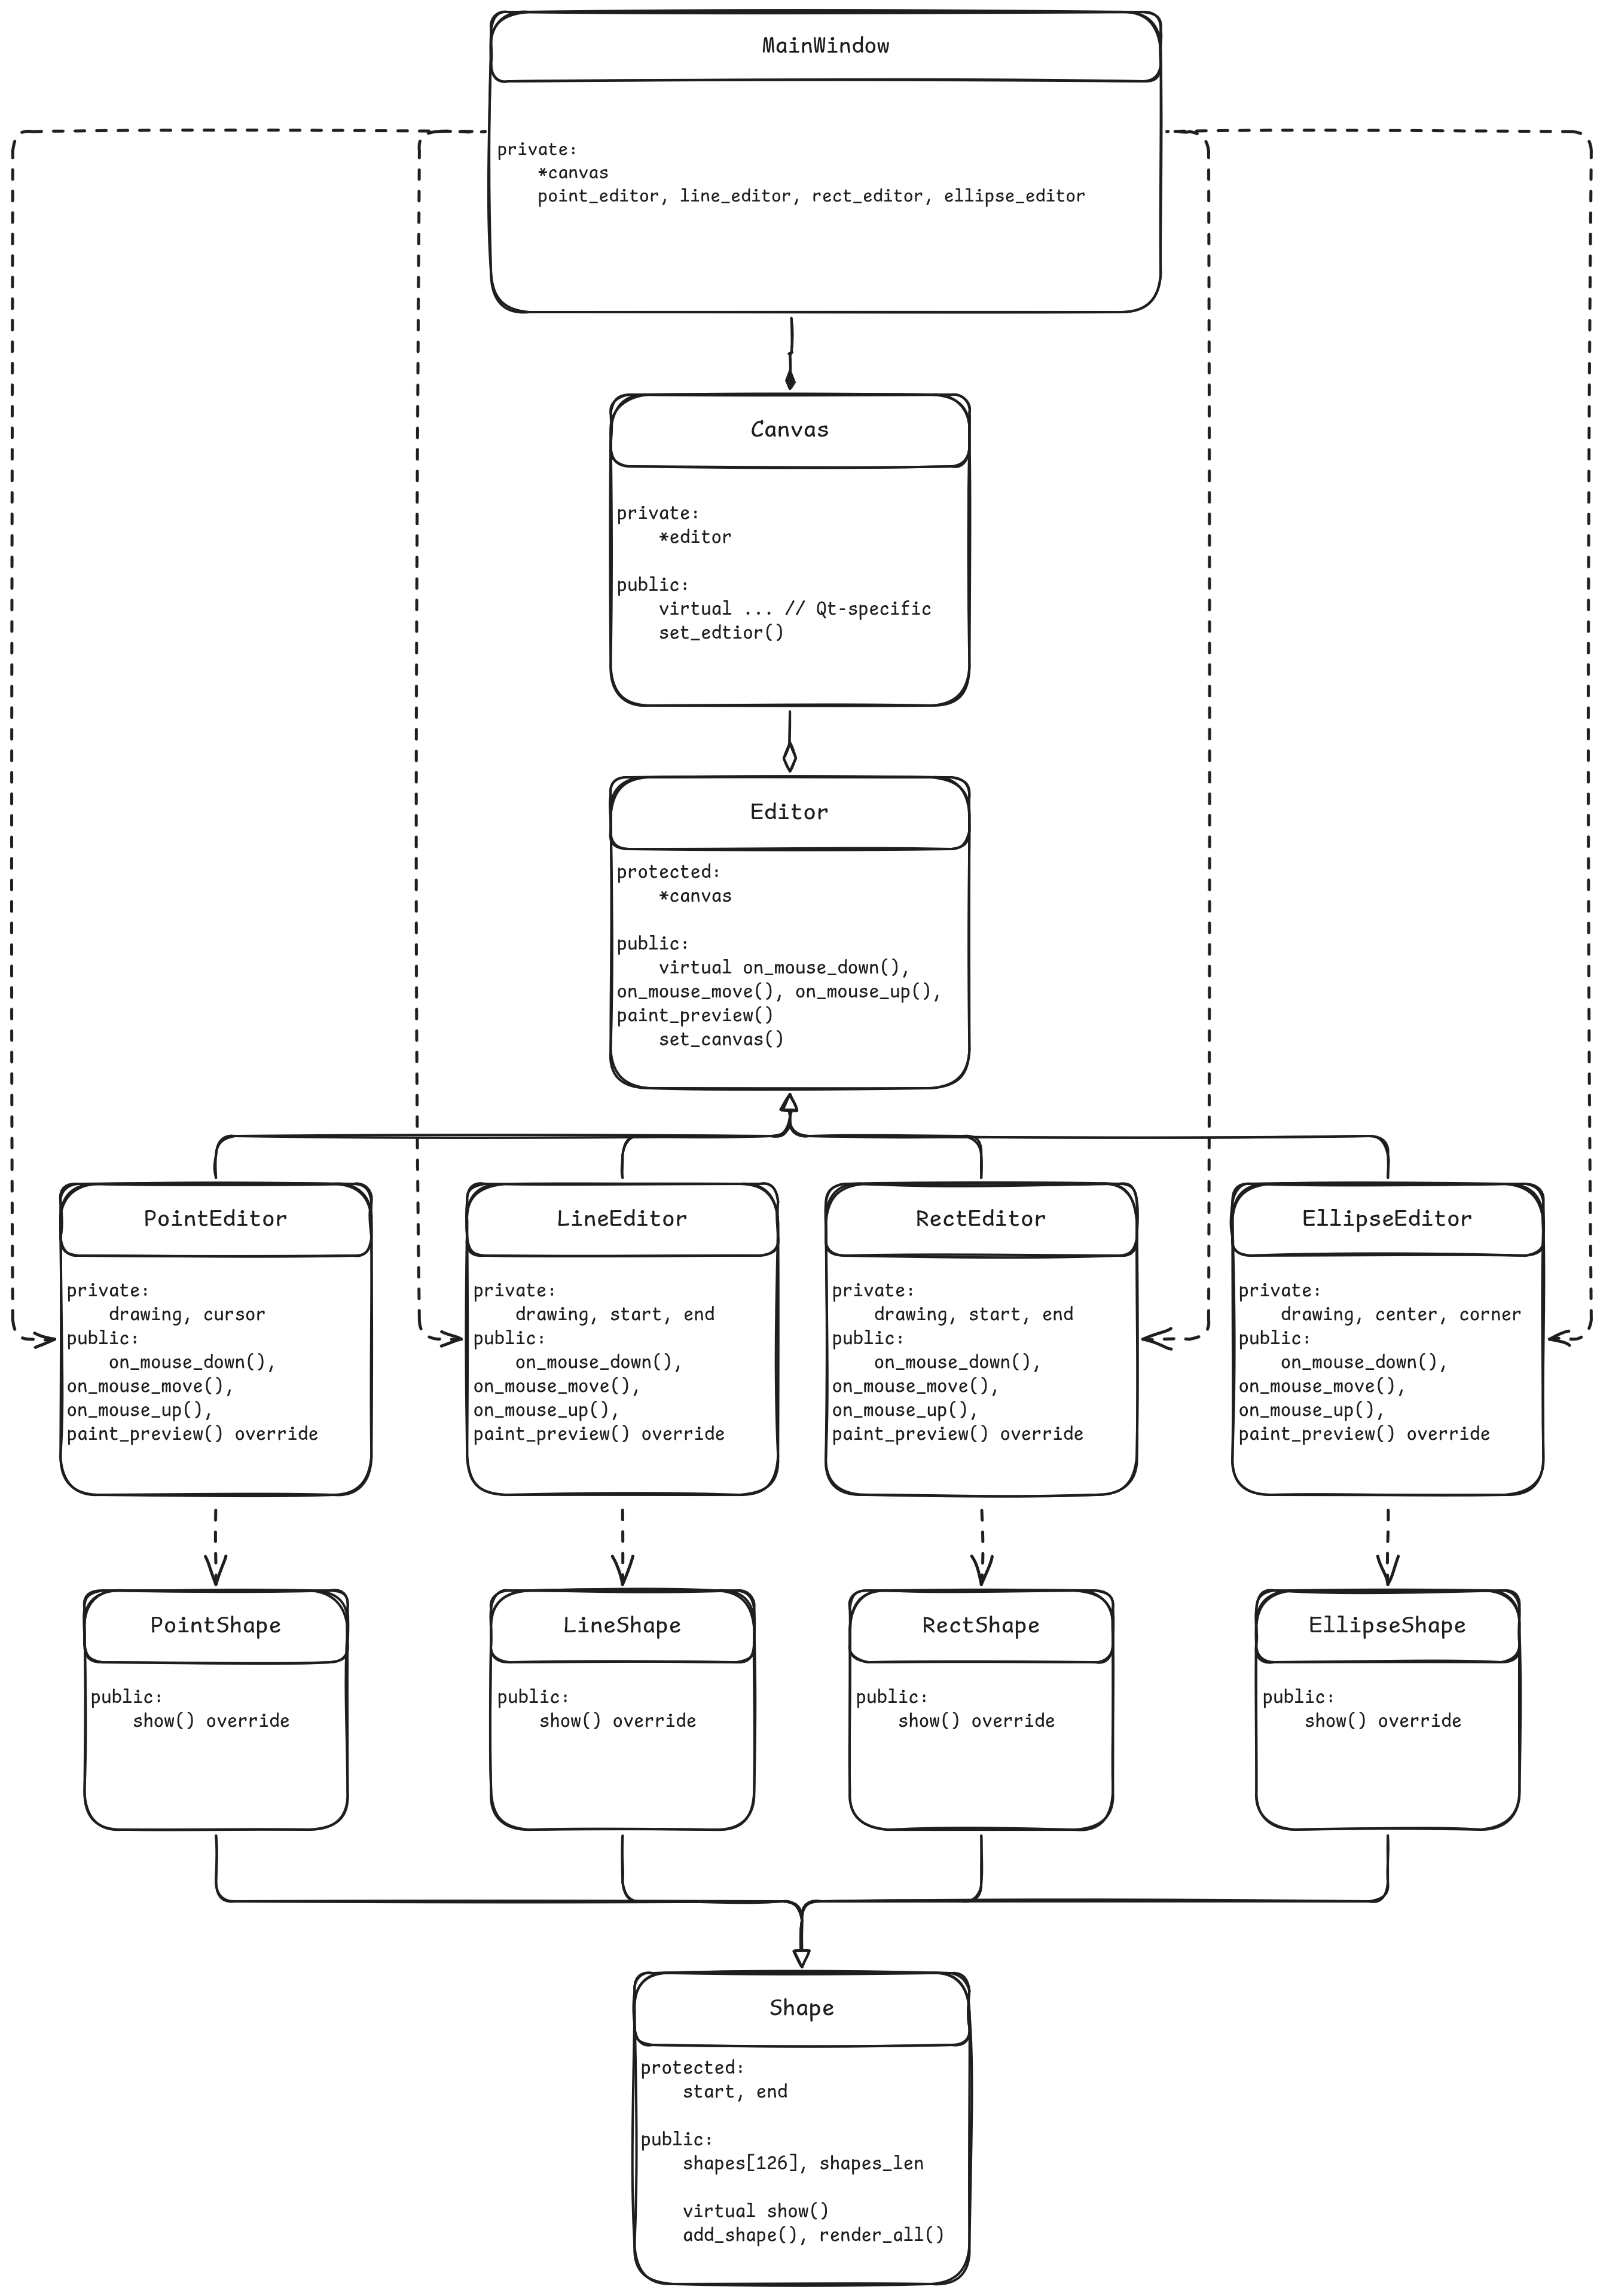 MainWindow
private:
    *canvas
    point_editor, line_editor, rect_editor, ellipse_editor
Canvas
private:
    *editor
public:
    virtual ... // Qt-specific
    set_edtior()
Editor
protected:
    *canvas
public:
    virtual on_mouse_down(),
on_mouse_move(), on_mouse_up(),
paint_preview()
    set_canvas()
PointEditor
private:
    drawing, cursor
public:
    on_mouse_down(),
on_mouse_move(),
on_mouse_up(),
paint_preview() override
LineEditor
private:
    drawing, start, end
public:
    on_mouse_down(),
on_mouse_move(),
on_mouse_up(),
paint_preview() override
RectEditor
private:
    drawing, start, end
public:
    on_mouse_down(),
on_mouse_move(),
on_mouse_up(),
paint_preview() override
EllipseEditor
private:
    drawing, center, corner
public:
    on_mouse_down(),
on_mouse_move(),
on_mouse_up(),
paint_preview() override
PointShape
public:
    show() override
LineShape
public:
    show() override
RectShape
public:
    show() override
EllipseShape
public:
    show() override
Shape
protected:
    start, end
public:
    shapes[126], shapes_len
    virtual show()
    add_shape(), render_all()